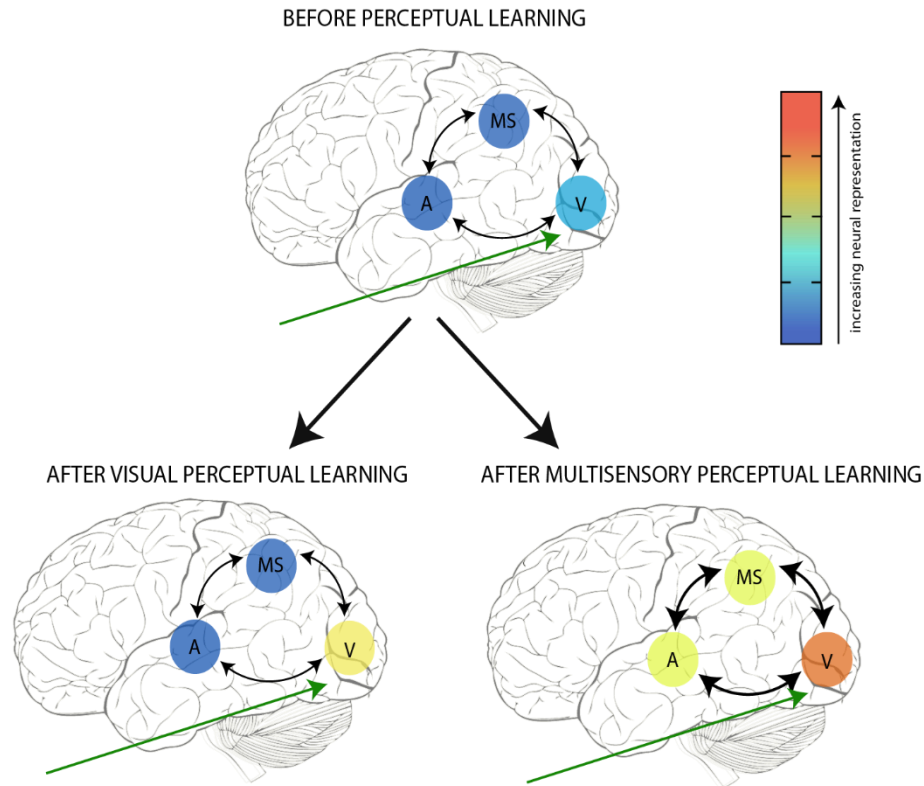 BEFORE PERCEPTUAL LEARNING
MS
A
V
increasing neural representation
AFTER VISUAL PERCEPTUAL LEARNING
MS
A
V
AFTER MULTISENSORY PERCEPTUAL LEARNING
MS
A
V